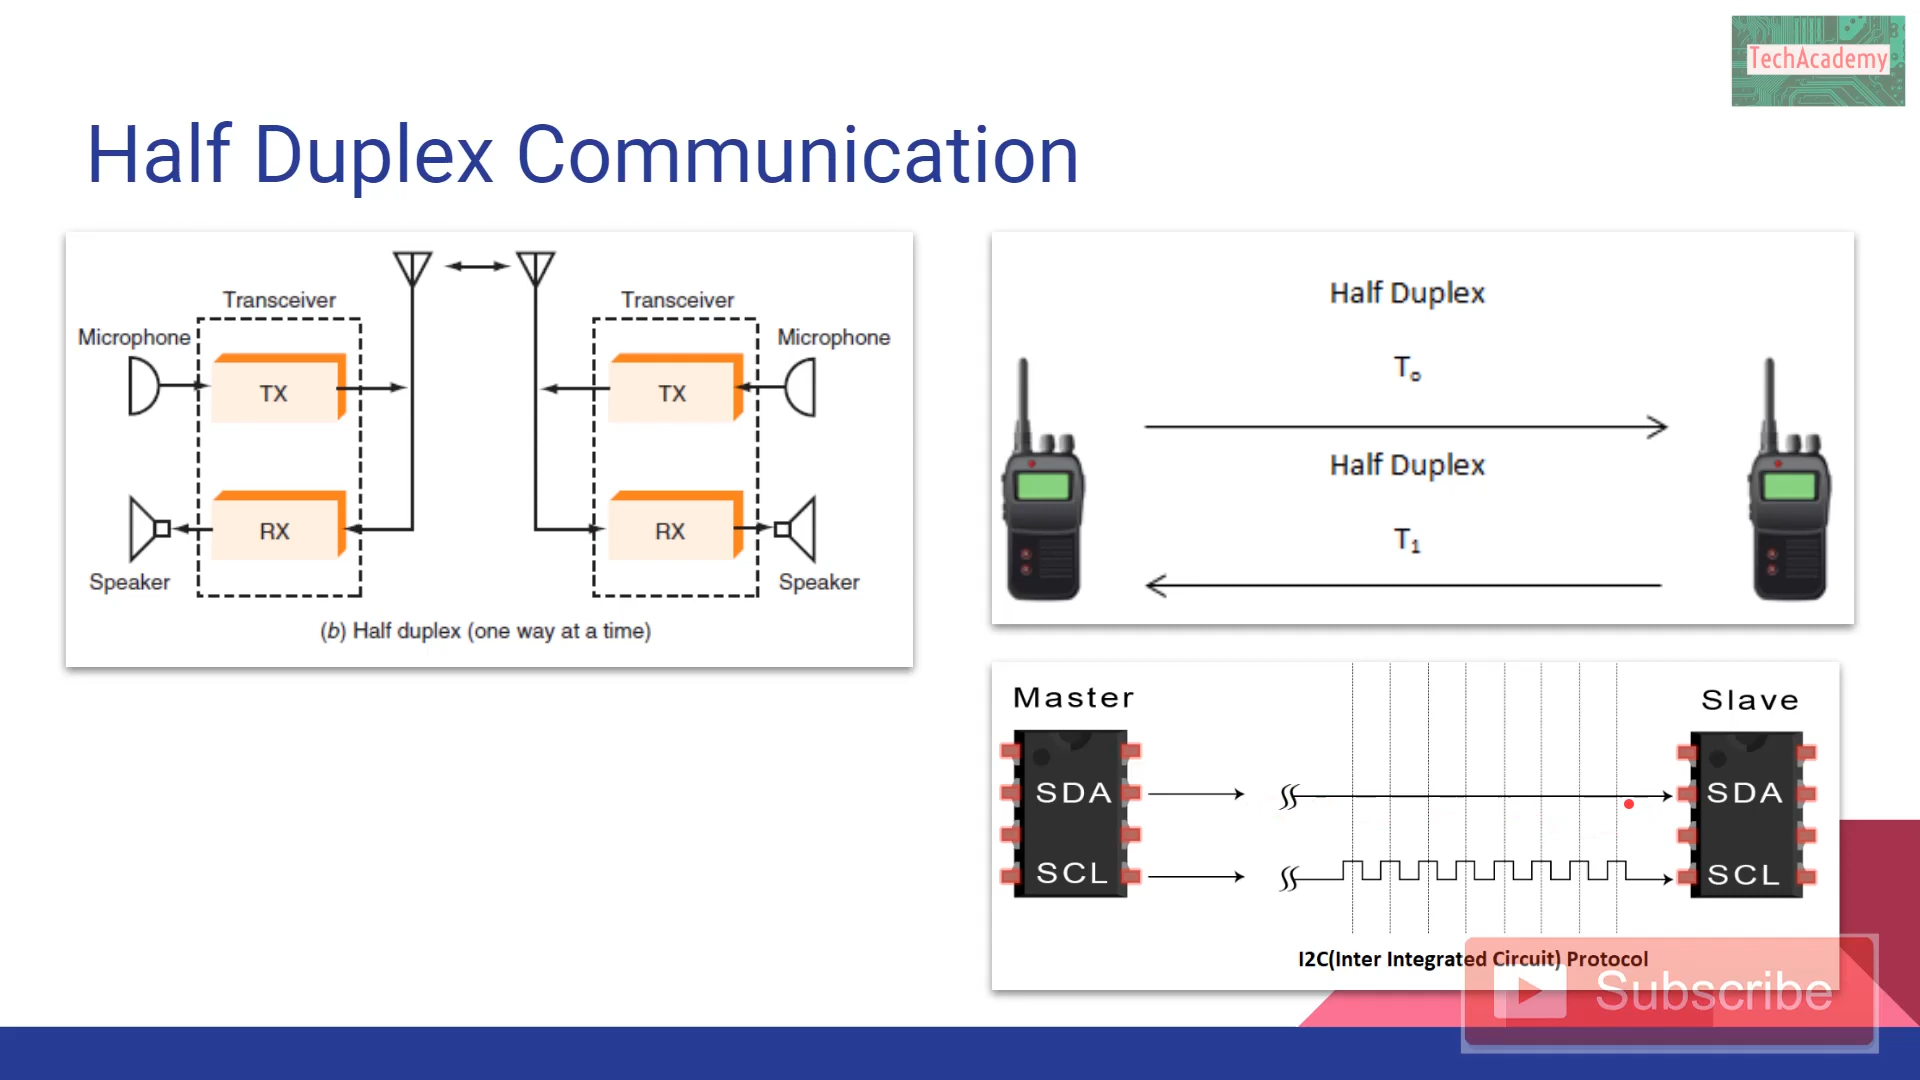 TechAcademy
Half Duplex Communication
Transceiver
Transceiver
Microphone
Microphone
TX
TX
RX
RX
Speaker
Speaker
(b) Half duplex (one way at a time)
Half Duplex
To
Half Duplex
T1
Master
Slave
SDA
SDA
SCL
SCL
I2C(Inter Integrated Circuit) Protocol
Subscribe